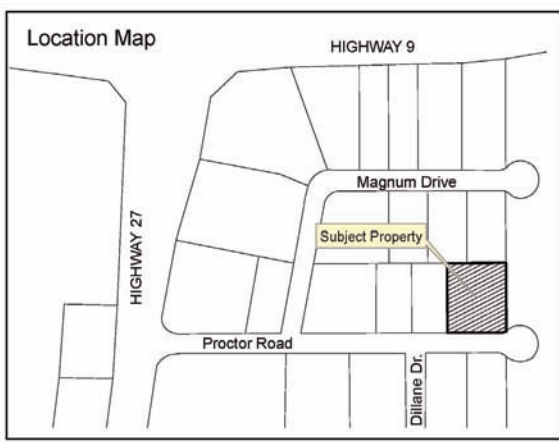 Location Map
HIGHWAY 9
Magnum Drive
Subject Property
HIGHWAY 27
Proctor Road
Dillane Dr.